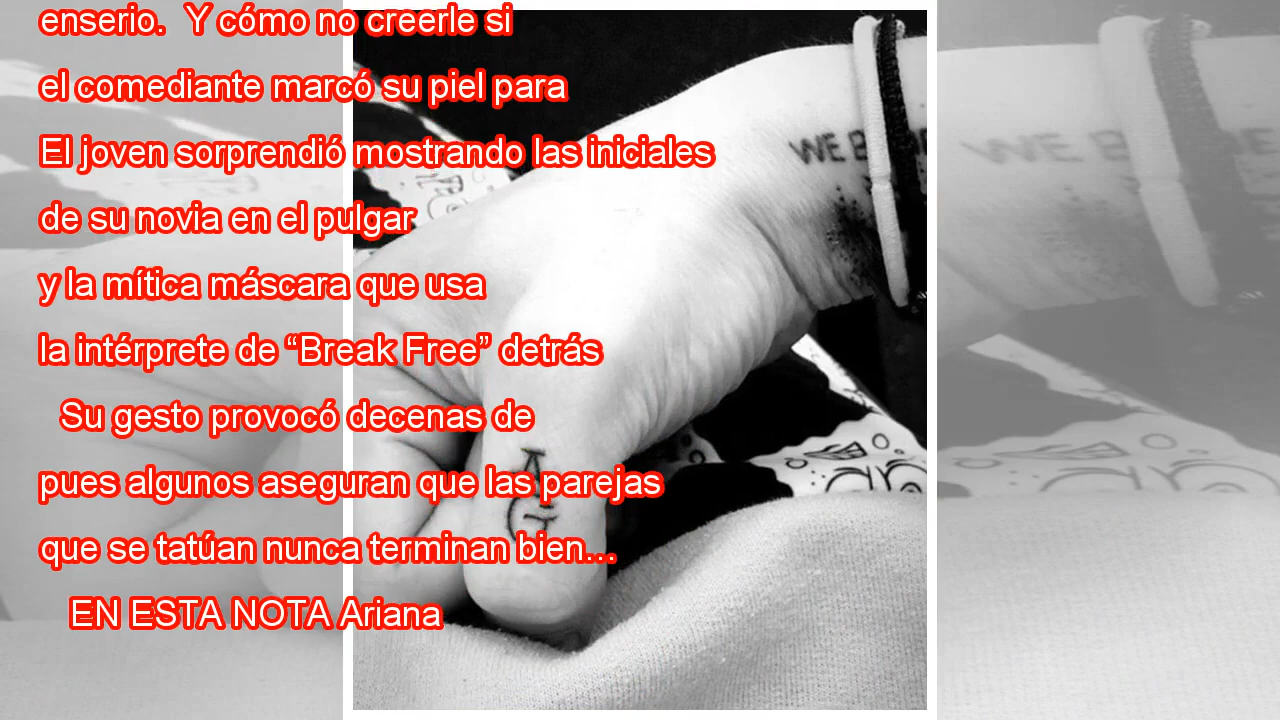 enserio.  Y cómo no creerle si
el comediante marcó su piel para
El joven sorprendió mostrando las iniciales
de su novia en el pulgar
y la mítica máscara que usa
la intérprete de “Break Free” detrás
Su gesto provocó decenas de
pues algunos aseguran que las parejas
que se tatúan nunca terminan bien...
EN ESTA NOTA Ariana
WE B
AG